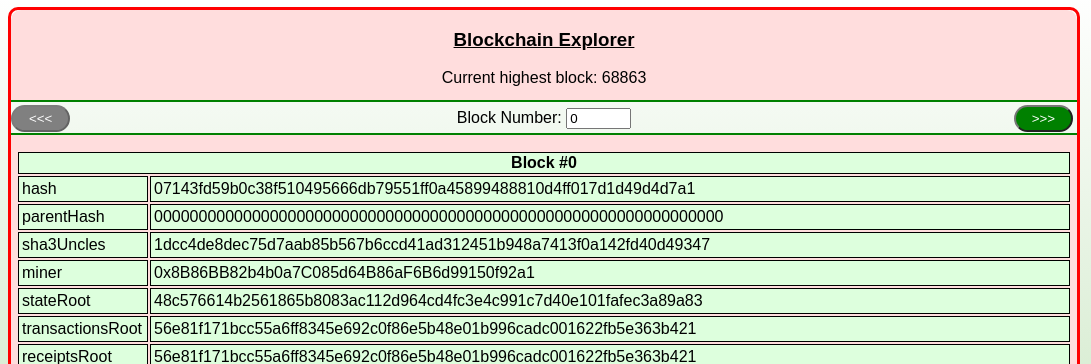 Blockchain Explorer
Current highest block: 68863
<<< Block Number: 0 >>>
Block #0
hash 07143fd59b0c38f510495666db79551ff0a45899488810d4ff017d1d49d4d7a1
parentHash 0000000000000000000000000000000000000000000000000000000000000000
sha3Uncles 1dcc4de8dec75d7aab85b567b6ccd41ad312451b948a7413f0a142fd40d49347
miner 0x8B86BB82b4b0a7C085d64B86aF6B6d99150f92a1
stateRoot 48c576614b2561865b8083ac112d964cd4fc3e4c991c7d40e101fafec3a89a83
transactionsRoot 56e81f171bcc55a6ff8345e692c0f86e5b48e01b996cadc001622fb5e363b421
receiptsRoot 56e81f171bcc55a6ff8345e692c0f86e5b48e01b996cadc001622fb5e363b421